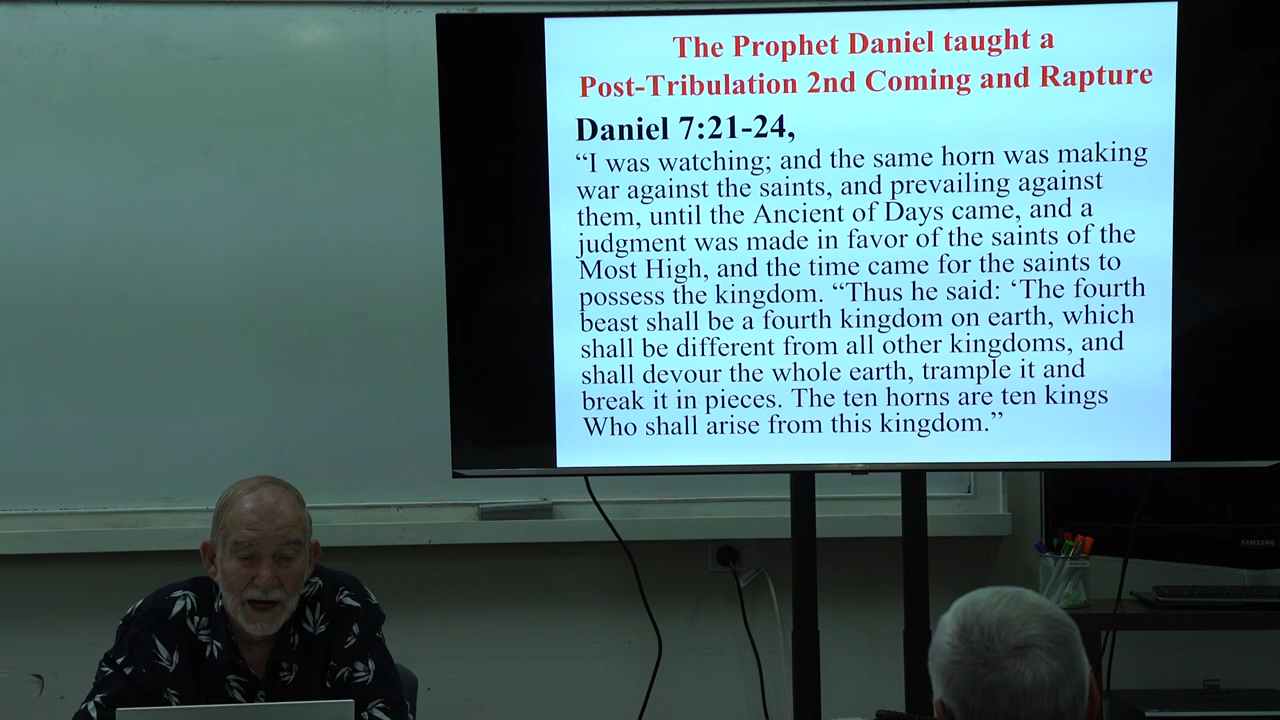 The Prophet Daniel taught a
Post-Tribulation 2nd Coming and Rapture
Daniel 7:21-24,
“I was watching; and the same horn was making
war against the saints, and prevailing against
them, until the Ancient of Days came, and a
judgment was made in favor of the saints of the
Most High, and the time came for the saints to
possess the kingdom. “Thus he said: ‘The fourth
beast shall be a fourth kingdom on earth, which
shall be different from all other kingdoms, and
shall devour the whole earth, trample it and
break it in pieces. The ten horns are ten kings
Who shall arise from this kingdom.”
SAMSUNG